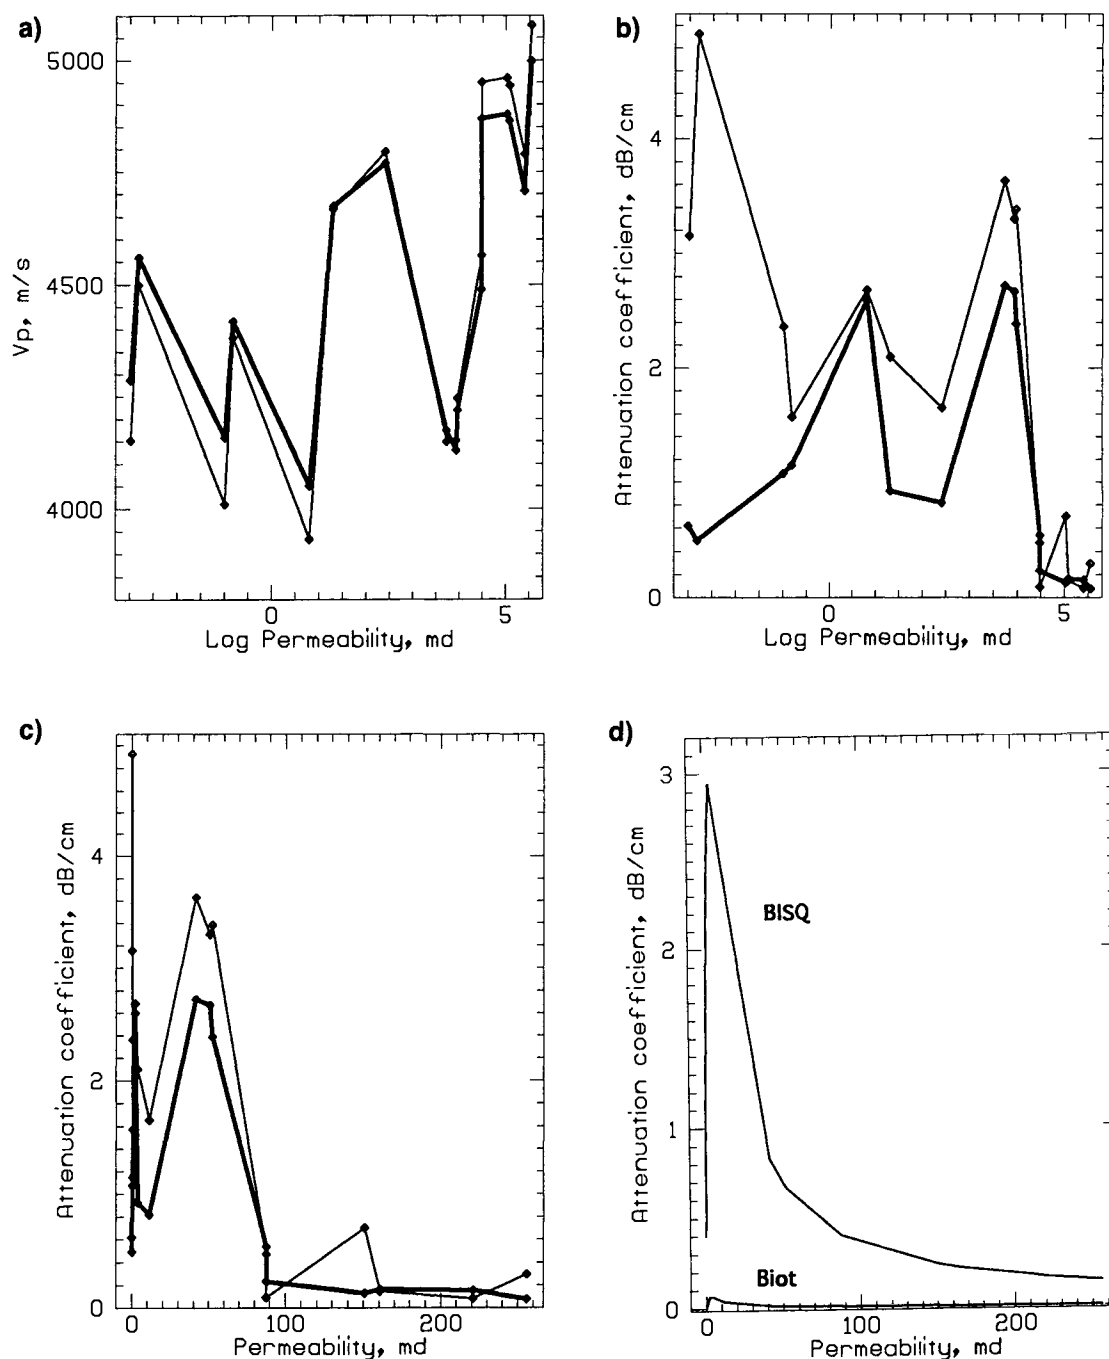 a)
5000
4500
4000
Vp, m/s
0
5
Log Permeability, md
b)
4
2
0
Attenuation coefficient, dB/cm
0
5
Log Permeability, md
c)
4
2
0
Attenuation coefficient, dB/cm
0
100
200
Permeability, md
d)
3
2
1
0
Attenuation coefficient, dB/cm
BISQ
Biot
0
100
200
Permeability, md